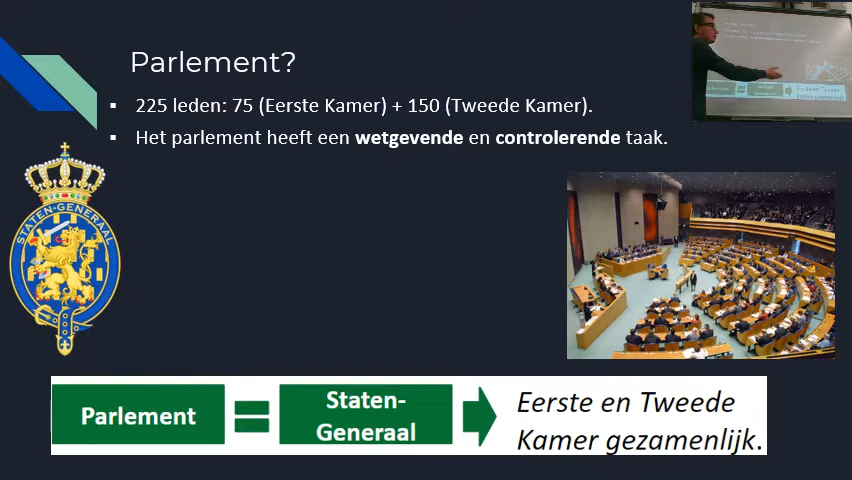 Parlement?
▪ 225 leden: 75 (Eerste Kamer) + 150 (Tweede Kamer).
▪ Het parlement heeft een wetgevende en controlerende taak.
STATEN-GENERAAL
Parlement = Staten-
Generaal
Eerste en Tweede
Kamer gezamenlijk.